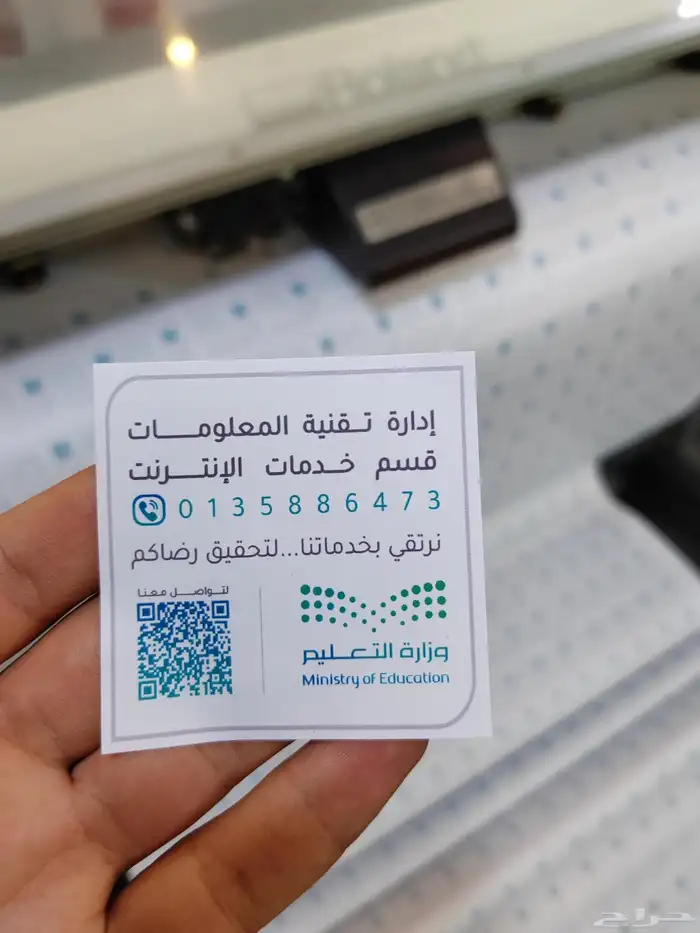 Roland
إدارة تقنية المعلومات
قسم خدمات الإنترنت
0135886473
نرتقي بخدماتنا...لتحقيق رضاكم
لتواصل معنا
وزارة التعليم
Ministry of Education
حراج